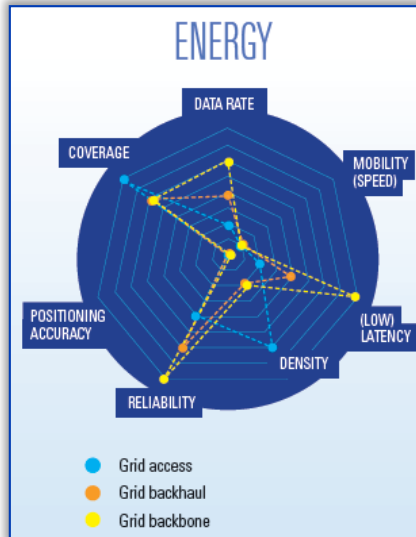 ENERGY
DATA RATE
COVERAGE
MOBILITY
(SPEED)
POSITIONING
ACCURACY
(LOW)
LATENCY
DENSITY
RELIABILITY
Grid access
Grid backhaul
Grid backbone